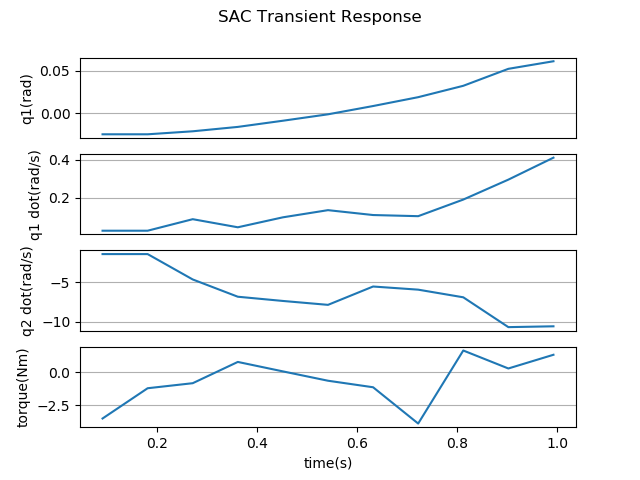 SAC Transient Response
q1(rad)
0.05
0.00
q1 dot(rad/s)
0.4
0.2
q2 dot(rad/s)
−5
−10
torque(Nm)
0.0
−2.5
0.2 0.4 0.6 0.8 1.0
time(s)